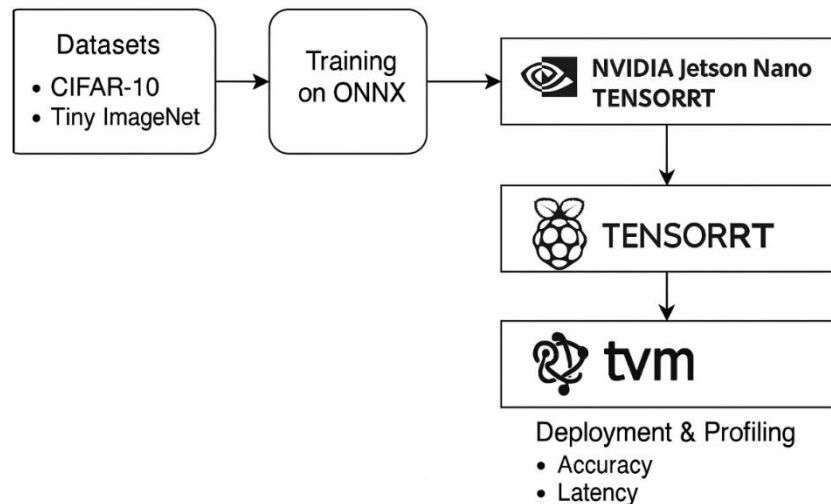 Datasets
• CIFAR-10
• Tiny ImageNet
Training
on ONNX
NVIDIA Jetson Nano
TENSORRT
TENSORRT
tvm
Deployment & Profiling
• Accuracy
• Latency